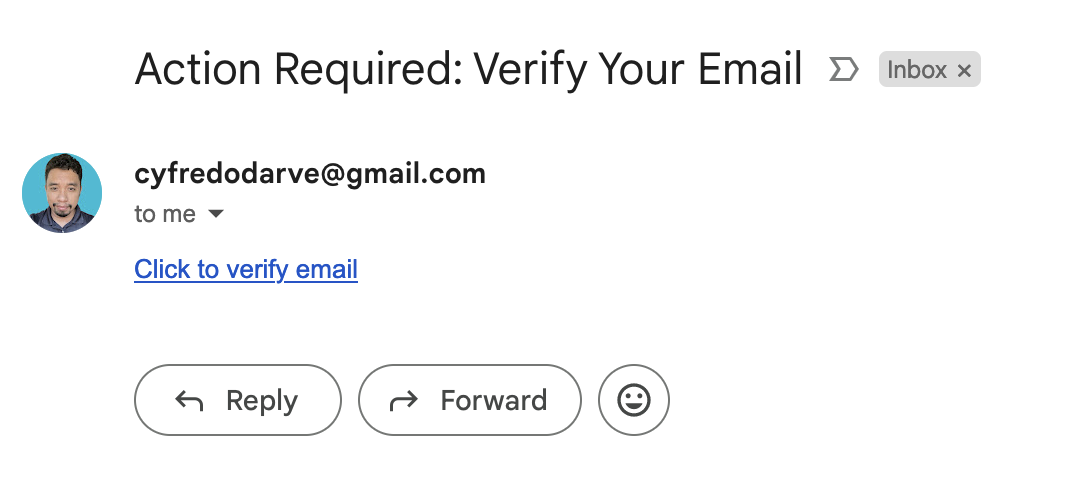 Action Required: Verify Your Email Inbox ×
cyfredodarve@gmail.com
to me
Click to verify email
Reply Forward